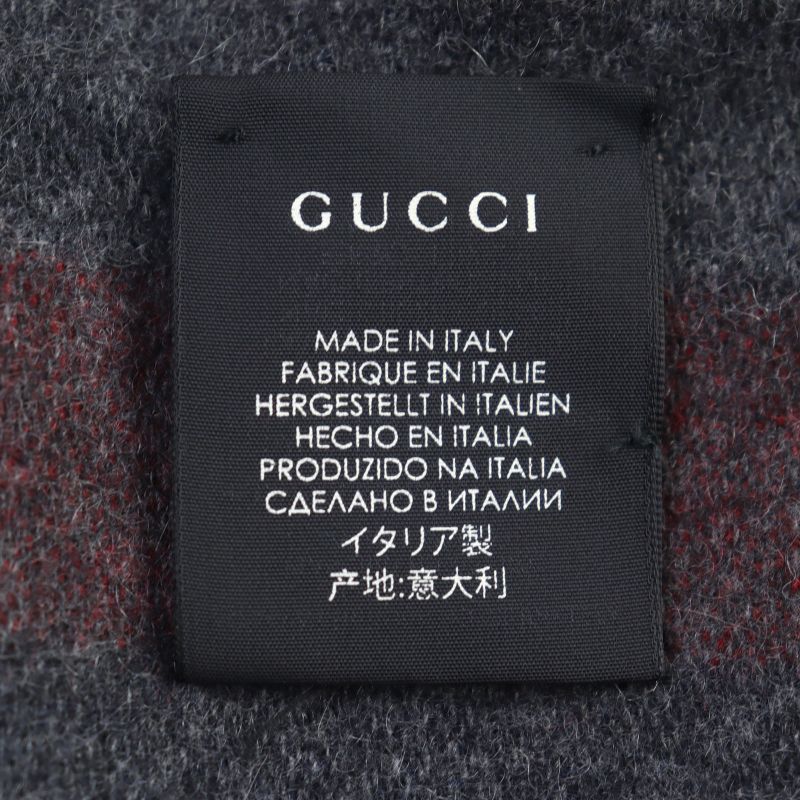 GUCCI
MADE IN ITALY
FABRIQUE EN ITALIE
HERGESTELLT IN ITALIEN
HECHO EN ITALIA
PRODUZIDO NA ITALIA
СДЕЛАНО В ИТАЛИИ
イタリア製
产地:意大利